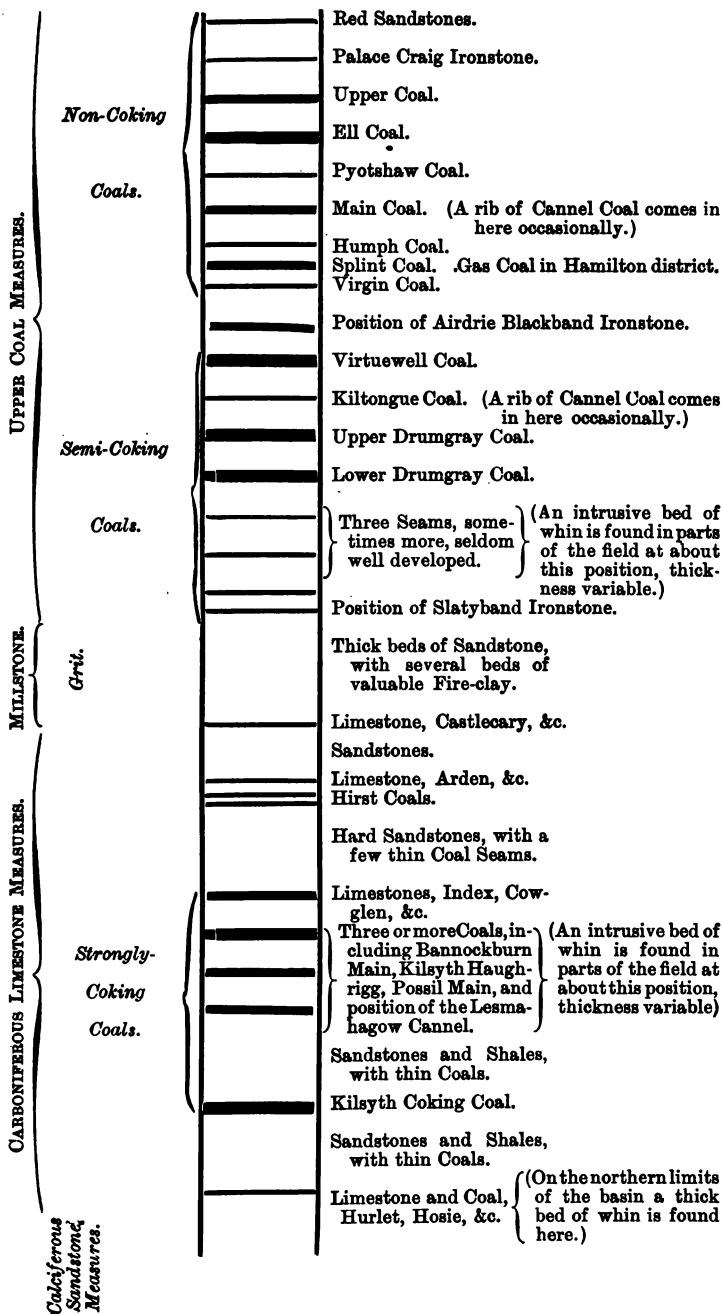 Red Sandstones.
Palace Craig Ironstone.
Upper Coal.
Non-Coking
Ell Coal.
Pyotshaw Coal.
Coals.
Main Coal. (A rib of Cannel Coal comes in
here occasionally.)
Humph Coal.
Splint Coal. .Gas Coal in Hamilton district.
Virgin Coal.
UPPER COAL MEASURES.
Position of Airdrie Blackband Ironstone.
Virtuewell Coal.
Kiltongue Coal. (A rib of Cannel Coal comes
in here occasionally.)
Upper Drumgray Coal.
Semi-Coking
Lower Drumgray Coal.
Coals.
Three Seams, some-
times more, seldom
well developed.
(An intrusive bed of
whin is found in parts
of the field at about
this position, thick-
ness variable.)
Position of Slatyband Ironstone.
MILLSTONE.
Grit.
Thick beds of Sandstone,
with several beds of
valuable Fire-clay.
Limestone, Castlecary, &c.
Sandstones.
Limestone, Arden, &c.
Hirst Coals.
Hard Sandstones, with a
few thin Coal Seams.
CARBONIFEROUS LIMESTONE MEASURES.
Limestones, Index, Cow-
glen, &c.
Strongly-
Coking
Coals.
Three or more Coals, in-
cluding Bannockburn
Main, Kilsyth Haugh-
rigg, Possil Main, and
position of the Lesma-
hagow Cannel.
(An intrusive bed of
whin is found in
parts of the field at
about this position,
thickness variable)
Sandstones and Shales,
with thin Coals.
Kilsyth Coking Coal.
Sandstones and Shales,
with thin Coals.
Limestone and Coal,
Hurlet, Hosie, &c.
(On the northern limits
of the basin a thick
bed of whin is found
here.)
Calciferous
Sandstone,
Measures.